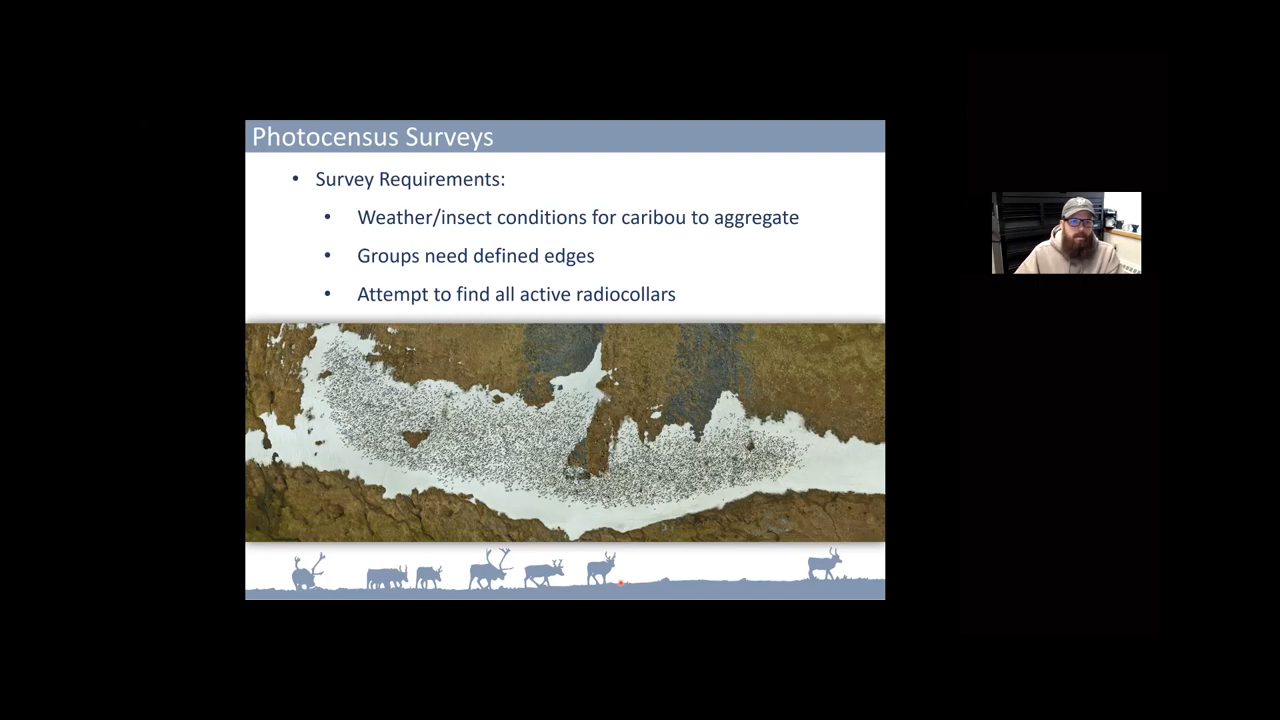 Photocensus Surveys
• Survey Requirements:
• Weather/insect conditions for caribou to aggregate
• Groups need defined edges
• Attempt to find all active radiocollars